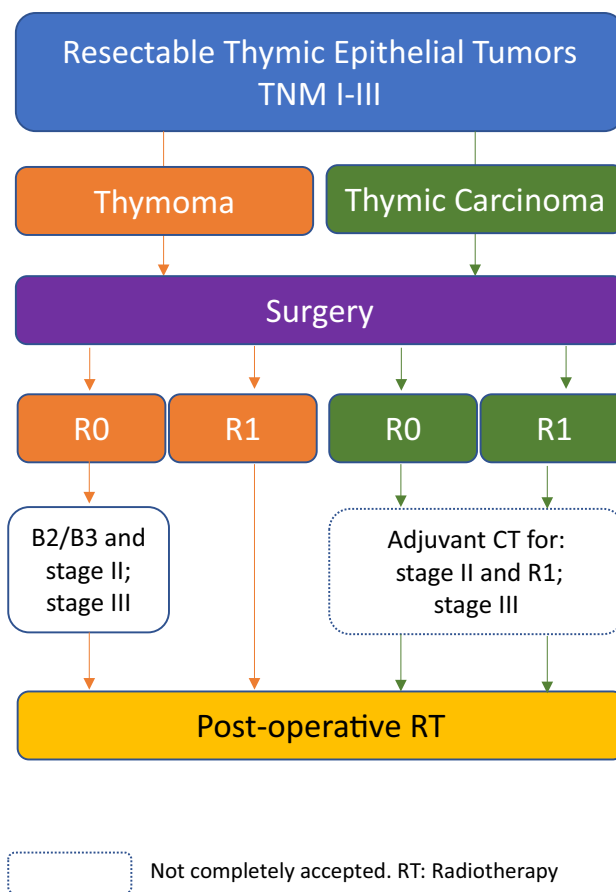 Resectable Thymic Epithelial Tumors
TNM I-III
Thymoma
Thymic Carcinoma
Surgery
R0
R1
R0
R1
B2/B3 and
stage II;
stage III
Adjuvant CT for:
stage II and R1;
stage III
Post-operative RT
Not completely accepted. RT: Radiotherapy